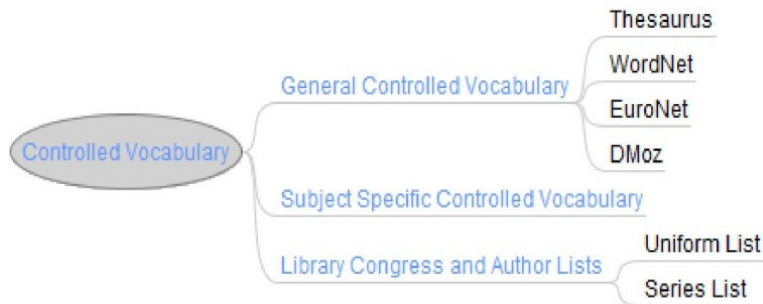 Thesaurus
WordNet
General Controlled Vocabulary
EuroNet
DMoz
Controlled Vocabulary
Subject Specific Controlled Vocabulary
Uniform List
Library Congress and Author Lists
Series List